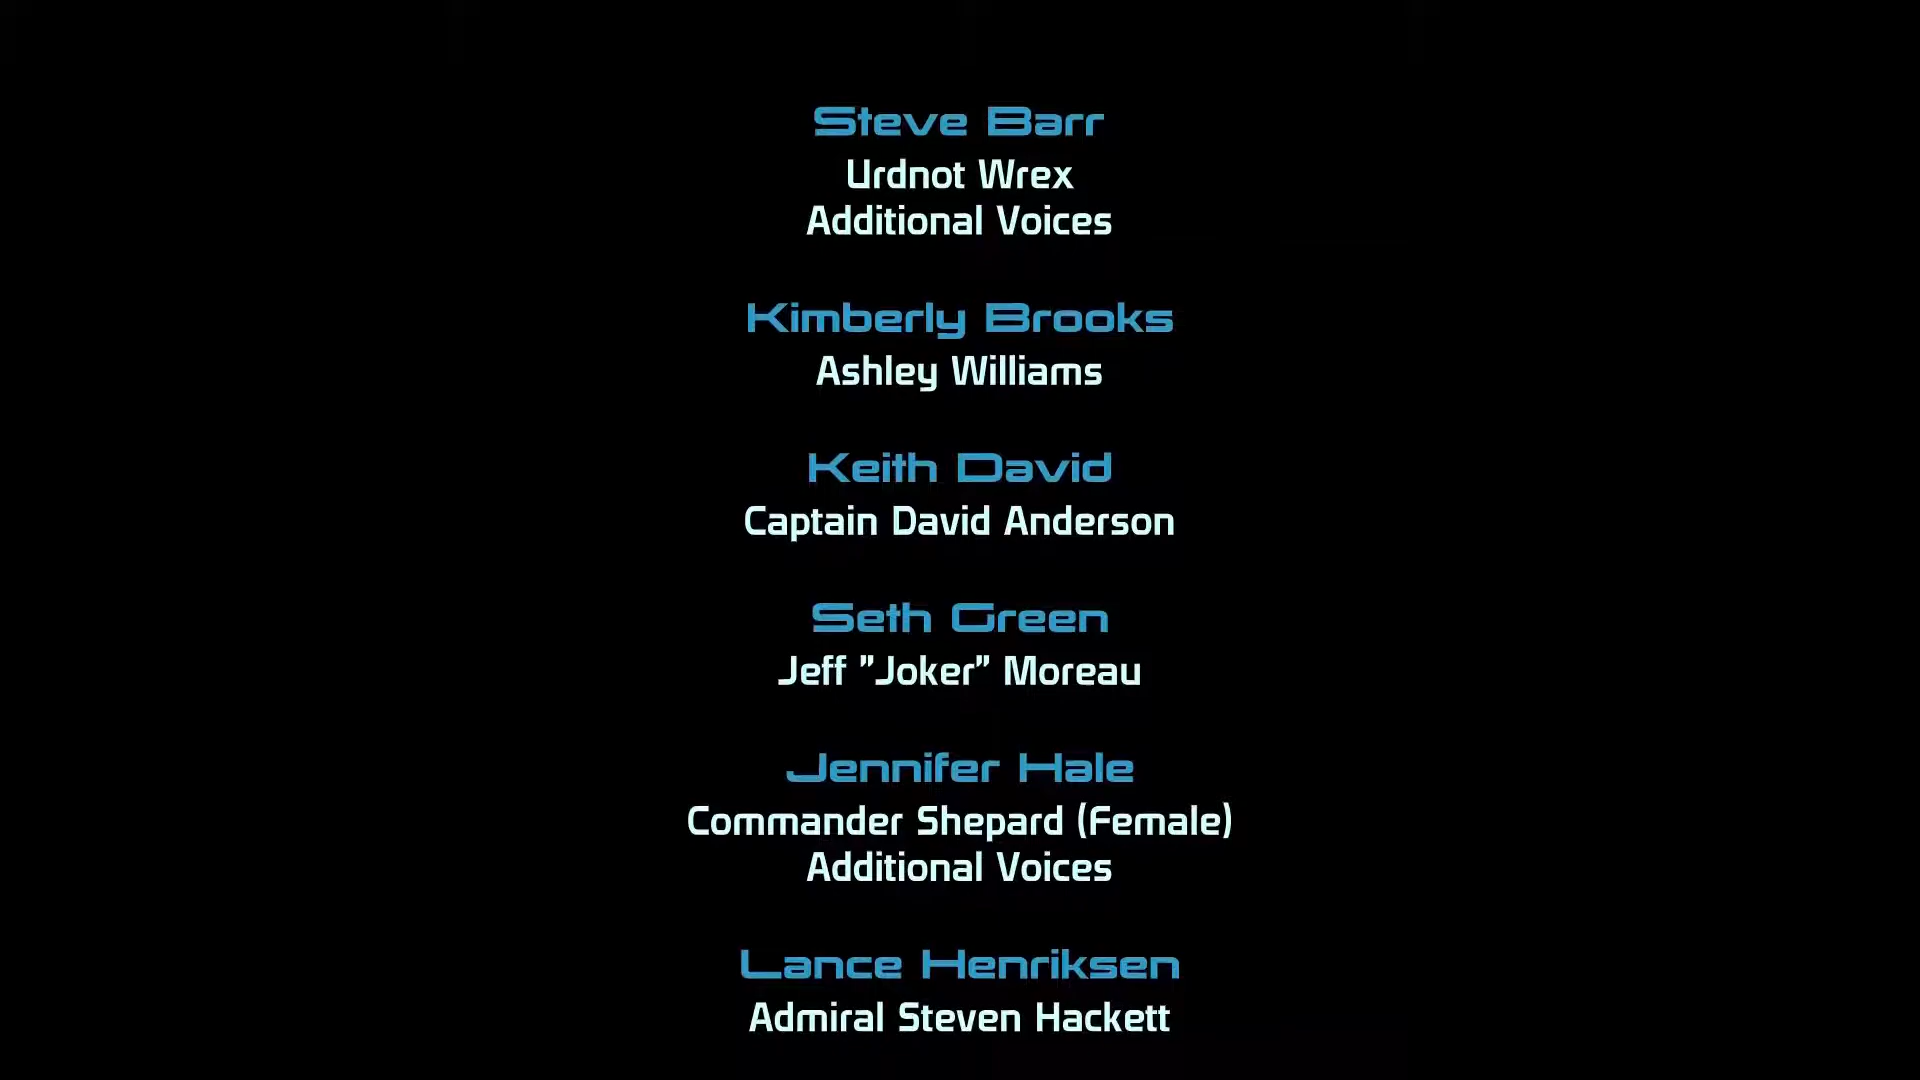 Steve Barr
Urdnot Wrex
Additional Voices
Kimberly Brooks
Ashley Williams
Keith David
Captain David Anderson
Seth Green
Jeff "Joker" Moreau
Jennifer Hale
Commander Shepard (Female)
Additional Voices
Lance Henriksen
Admiral Steven Hackett